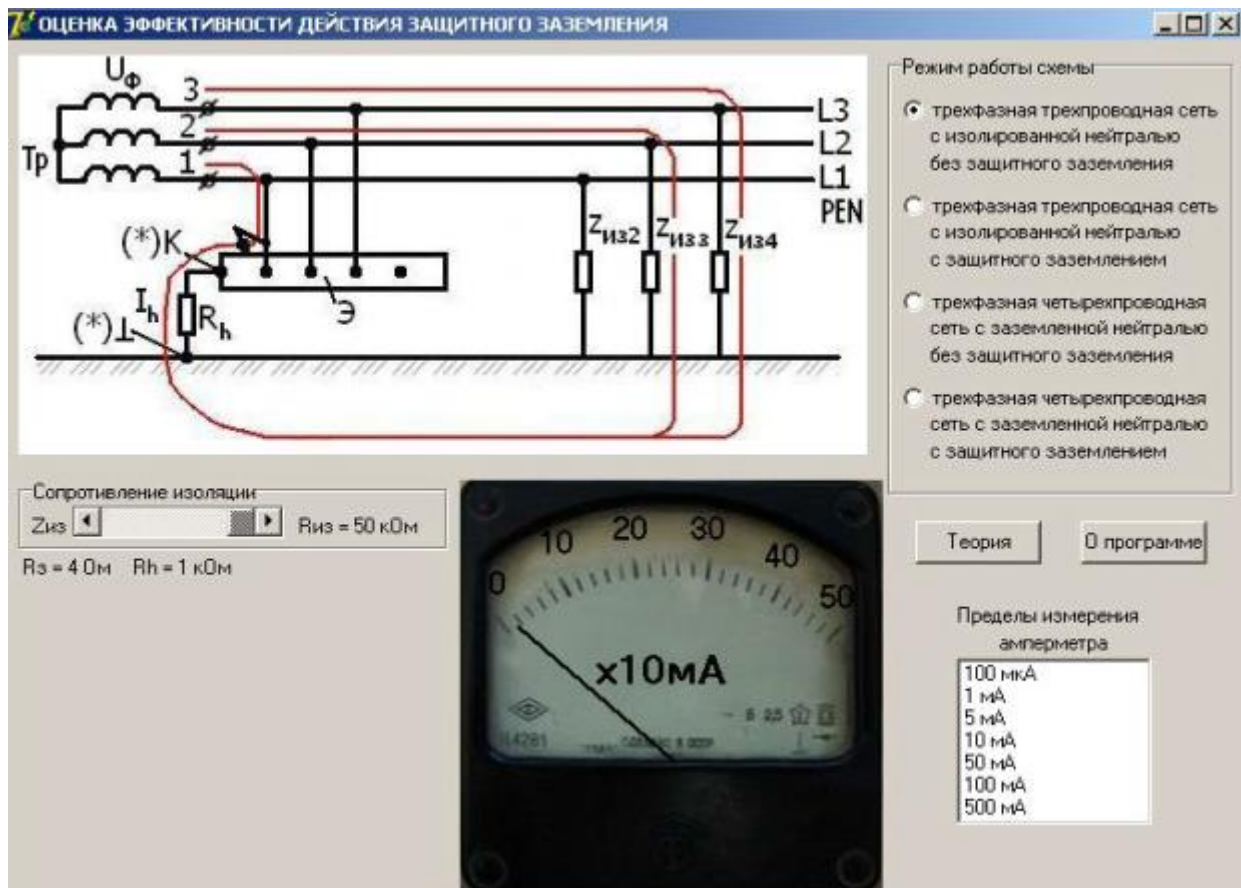 ОЦЕНКА ЭФФЕКТИВНОСТИ ДЕЙСТВИЯ ЗАЩИТНОГО ЗАЗЕМЛЕНИЯ
Uф
3
2
1
Тр
L3
L2
L1
PEN
(*)К
Zиз2 Zиз3 Zиз4
Ih
Rh
Э
(*)⊥
Режим работы схемы
трехфазная трехпроводная сеть
с изолированной нейтралью
без защитного заземления
трехфазная трехпроводная сеть
с изолированной нейтралью
с защитного заземлением
трехфазная четырехпроводная
сеть с заземленной нейтралью
без защитного заземления
трехфазная четырехпроводная
сеть с заземленной нейтралью
с защитного заземлением
Сопротивление изоляции
Zиз Rиз = 50 кОм
Rз = 4 Ом Rh = 1 кОм
0 10 20 30 40 50
x10мА
Теория О программе
Пределы измерения
амперметра
100 мкА
1 мА
5 мА
10 мА
50 мА
100 мА
500 мА